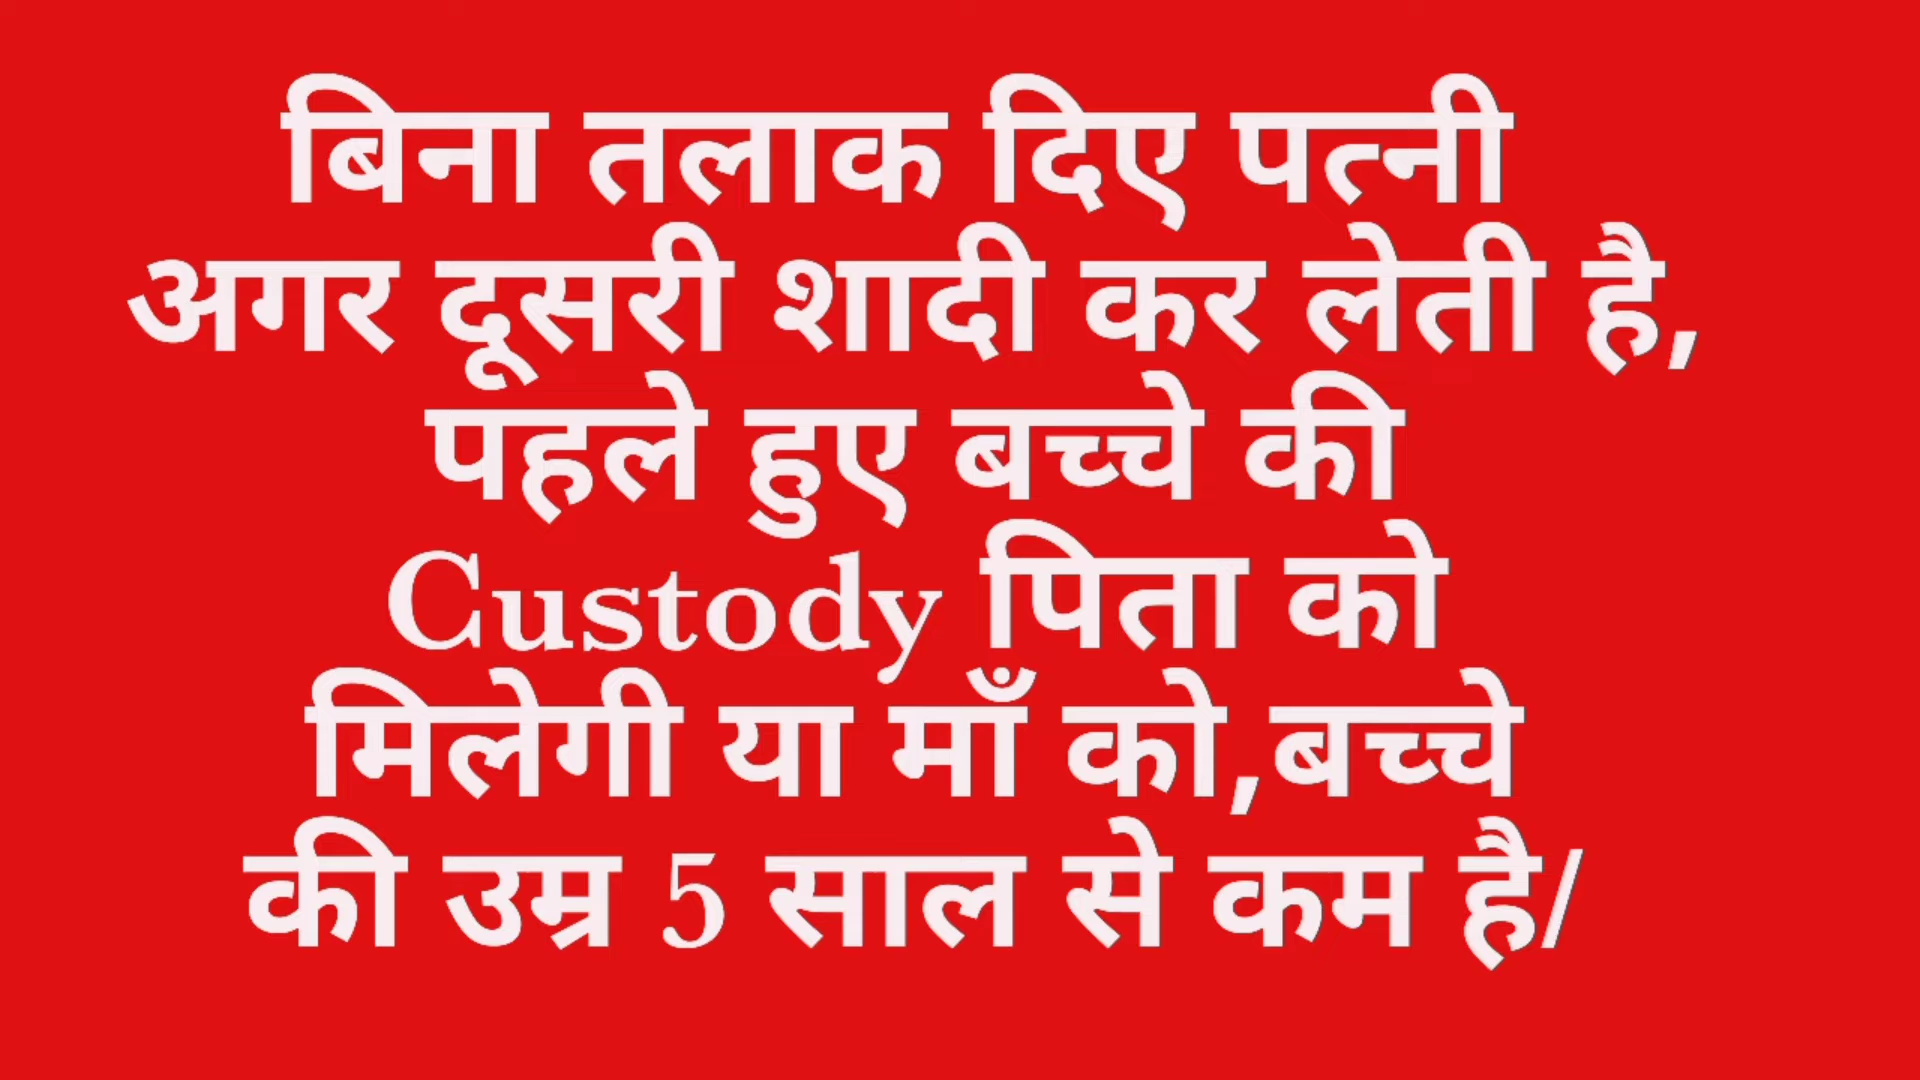 बिना तलाक दिए पत्नी
अगर दूसरी शादी कर लेती है,
पहले हुए बच्चे की
Custody पिता को
मिलेगी या माँ को,बच्चे
की उम्र 5 साल से कम है/